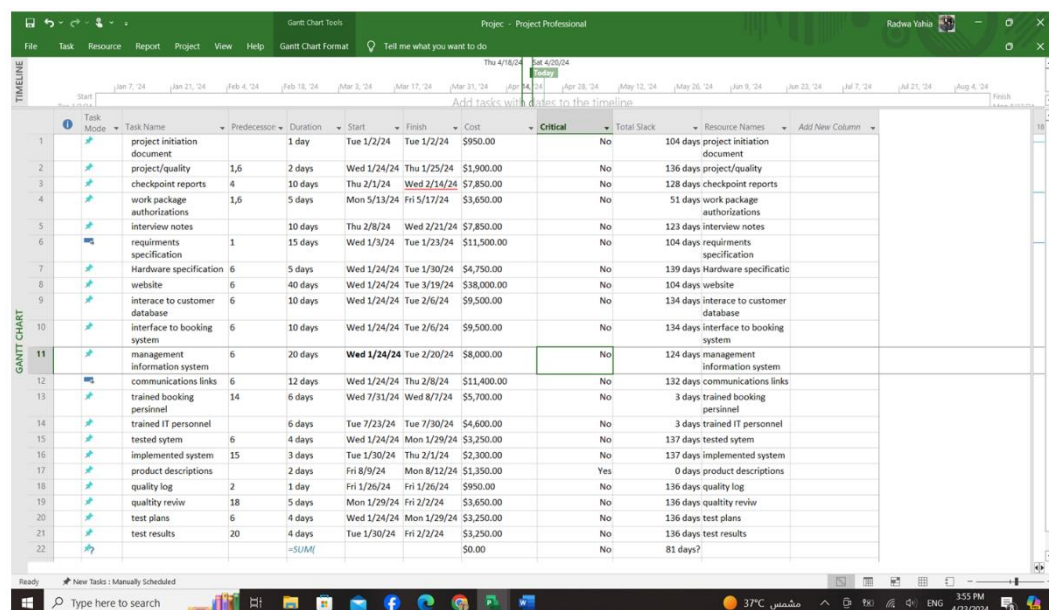 Gantt Chart Tools
Projec - Project Professional
Radwa Yahia
File Task Resource Report Project View Help Gantt Chart Format Tell me what you want to do
TIMELINE
Thu 4/18/24 Sat 4/20/24
Today
Jan 7, '24 Jan 21, '24 Feb 4, '24 Feb 18, '24 Mar 3, '24 Mar 17, '24 Mar 31, '24 Apr 14, '24 Apr 28, '24 May 12, '24 May 26, '24 Jun 9, '24 Jun 23, '24 Jul 7, '24 Jul 21, '24 Aug 4, '24
Start Finish
Add tasks with dates to the timeline
GANTT CHART
Task Mode Task Name Predecessor Duration Start Finish Cost Critical Total Slack Resource Names Add New Column 18
1 project initiation document 1 day Tue 1/2/24 Tue 1/2/24 $950.00 No 104 days project initiation document
2 project/quality 1,6 2 days Wed 1/24/24 Thu 1/25/24 $1,900.00 No 136 days project/quality
3 checkpoint reports 4 10 days Thu 2/1/24 Wed 2/14/24 $7,850.00 No 128 days checkpoint reports
4 work package authorizations 1,6 5 days Mon 5/13/24 Fri 5/17/24 $3,650.00 No 51 days work package authorizations
5 interview notes 10 days Thu 2/8/24 Wed 2/21/24 $7,850.00 No 123 days interview notes
6 requirments specification 1 15 days Wed 1/3/24 Tue 1/23/24 $11,500.00 No 104 days requirments specification
7 Hardware specification 6 5 days Wed 1/24/24 Tue 1/30/24 $4,750.00 No 139 days Hardware specificatio
8 website 6 40 days Wed 1/24/24 Tue 3/19/24 $38,000.00 No 104 days website
9 interace to customer database 6 10 days Wed 1/24/24 Tue 2/6/24 $9,500.00 No 134 days interace to customer database
10 interface to booking system 6 10 days Wed 1/24/24 Tue 2/6/24 $9,500.00 No 134 days interface to booking system
11 management information system 6 20 days Wed 1/24/24 Tue 2/20/24 $8,000.00 No 124 days management information system
12 communications links 6 12 days Wed 1/24/24 Thu 2/8/24 $11,400.00 No 132 days communications links
13 trained booking persinnel 14 6 days Wed 7/31/24 Wed 8/7/24 $5,700.00 No 3 days trained booking persinnel
14 trained IT personnel 6 days Tue 7/23/24 Tue 7/30/24 $4,600.00 No 3 days trained IT personnel
15 tested sytem 6 4 days Wed 1/24/24 Mon 1/29/24 $3,250.00 No 137 days tested sytem
16 implemented system 15 3 days Tue 1/30/24 Thu 2/1/24 $2,300.00 No 137 days implemented system
17 product descriptions 2 days Fri 8/9/24 Mon 8/12/24 $1,350.00 Yes 0 days product descriptions
18 quality log 2 1 day Fri 1/26/24 Fri 1/26/24 $950.00 No 136 days quality log
19 qualtity reviw 18 5 days Mon 1/29/24 Fri 2/2/24 $3,650.00 No 136 days qualtity reviw
20 test plans 6 4 days Wed 1/24/24 Mon 1/29/24 $3,250.00 No 136 days test plans
21 test results 20 4 days Tue 1/30/24 Fri 2/2/24 $3,250.00 No 136 days test results
22 =SUM( $0.00 No 81 days?
Ready New Tasks : Manually Scheduled
Type here to search
37°C مشمس
ENG
3:55 PM
4/23/2024